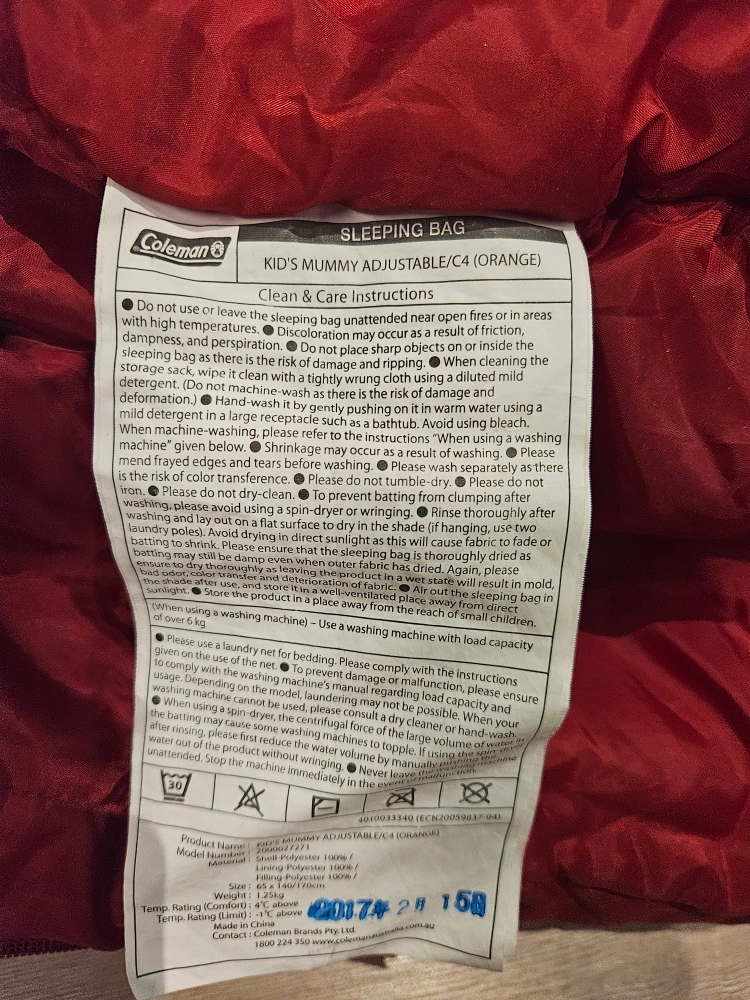 Coleman
SLEEPING BAG
KID'S MUMMY ADJUSTABLE/C4 (ORANGE)
Clean & Care Instructions
● Do not use or leave the sleeping bag unattended near open fires or in areas
with high temperatures. ● Discoloration may occur as a result of friction,
dampness, and perspiration. ● Do not place sharp objects on or inside the
sleeping bag as there is the risk of damage and ripping. ● When cleaning the
storage sack, wipe it clean with a tightly wrung cloth using a diluted mild
detergent. (Do not machine-wash as there is the risk of damage and
deformation.) ● Hand-wash it by gently pushing on it in warm water using a
mild detergent in a large receptacle such as a bathtub. Avoid using bleach.
When machine-washing, please refer to the instructions "When using a washing
machine" given below. ● Shrinkage may occur as a result of washing. ● Please
mend frayed edges and tears before washing. ● Please wash separately as there
is the risk of color transference. ● Please do not tumble-dry. ● Please do not
iron. ● Please do not dry-clean. ● To prevent batting from clumping after
washing, please avoid using a spin-dryer or wringing. ● Rinse thoroughly after
washing and lay out on a flat surface to dry in the shade (if hanging, use two
laundry poles). Avoid drying in direct sunlight as this will cause fabric to fade or
batting to shrink. Please ensure that the sleeping bag is thoroughly dried as
batting may still be damp even when outer fabric has dried. Again, please
ensure to dry thoroughly as leaving the product in a wet state will result in mold,
bad odor, color transfer and deterioration of fabric. ● Air out the sleeping bag in
the shade after use, and store it in a well-ventilated place away from direct
sunlight. ● Store the product in a place away from the reach of small children.
(When using a washing machine) – Use a washing machine with load capacity
of over 6 kg
● Please use a laundry net for bedding. Please comply with the instructions
given on the use of the net. ● To prevent damage or malfunction, please ensure
to comply with the washing machine's manual regarding load capacity and
usage. Depending on the model, laundering may not be possible. When your
washing machine cannot be used, please consult a dry cleaner or hand-wash.
● When using a spin-dryer, the centrifugal force of the large volume of water in
the batting may cause some washing machines to topple. If using the spin-dryer
after rinsing, please first reduce the water volume by manually pushing the
water out of the product without wringing. ● Never leave the washing machine
unattended. Stop the machine immediately in the event of malfunction.
30
4010033340 (ECN20059837-04)
Product Name : KID'S MUMMY ADJUSTABLE/C4 (ORANGE)
Model Number : 2000027271
Material : Shell-Polyester 100% /
Lining-Polyester 100% /
Filling-Polyester 100% /
Size : 65 x 140/170cm
Weight : 1.25kg
Temp. Rating (Comfort) : 4°C above
Temp. Rating (Limit) : -1°C above
2017年 2月 15日
Made in China
Contact : Coleman Brands Pty. Ltd.
1800 224 350 www.colemanaustralia.com.au